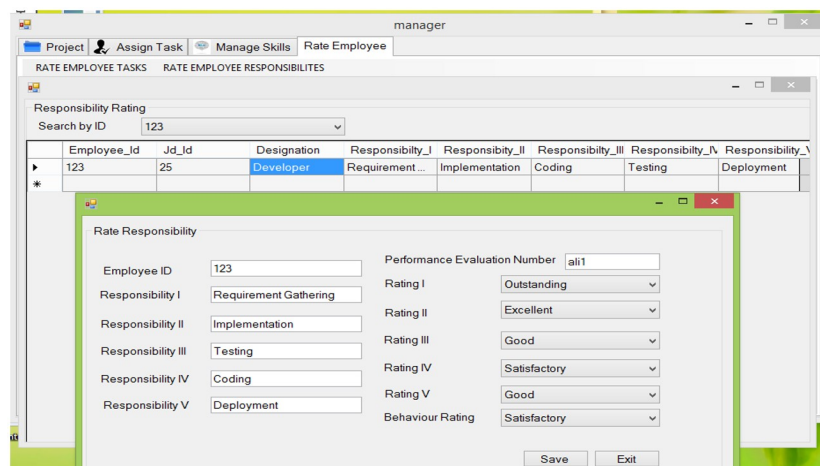 manager
Project Assign Task Manage Skills Rate Employee
RATE EMPLOYEE TASKS RATE EMPLOYEE RESPONSIBILITES
Responsibility Rating
Search by ID 123
Employee_Id Jd_Id Designation Responsibilty_I Responsibity_II Responsibilty_III Responsibilty_IV Responsibility_V
123 25 Developer Requirement ... Implementation Coding Testing Deployment
Rate Responsibility
Employee ID 123
Performance Evaluation Number ali1
Responsibility I Requirement Gathering
Rating I Outstanding
Responsibility II Implementation
Rating II Excellent
Responsibility III Testing
Rating III Good
Responsibility IV Coding
Rating IV Satisfactory
Responsibility V Deployment
Rating V Good
Behaviour Rating Satisfactory
Save Exit